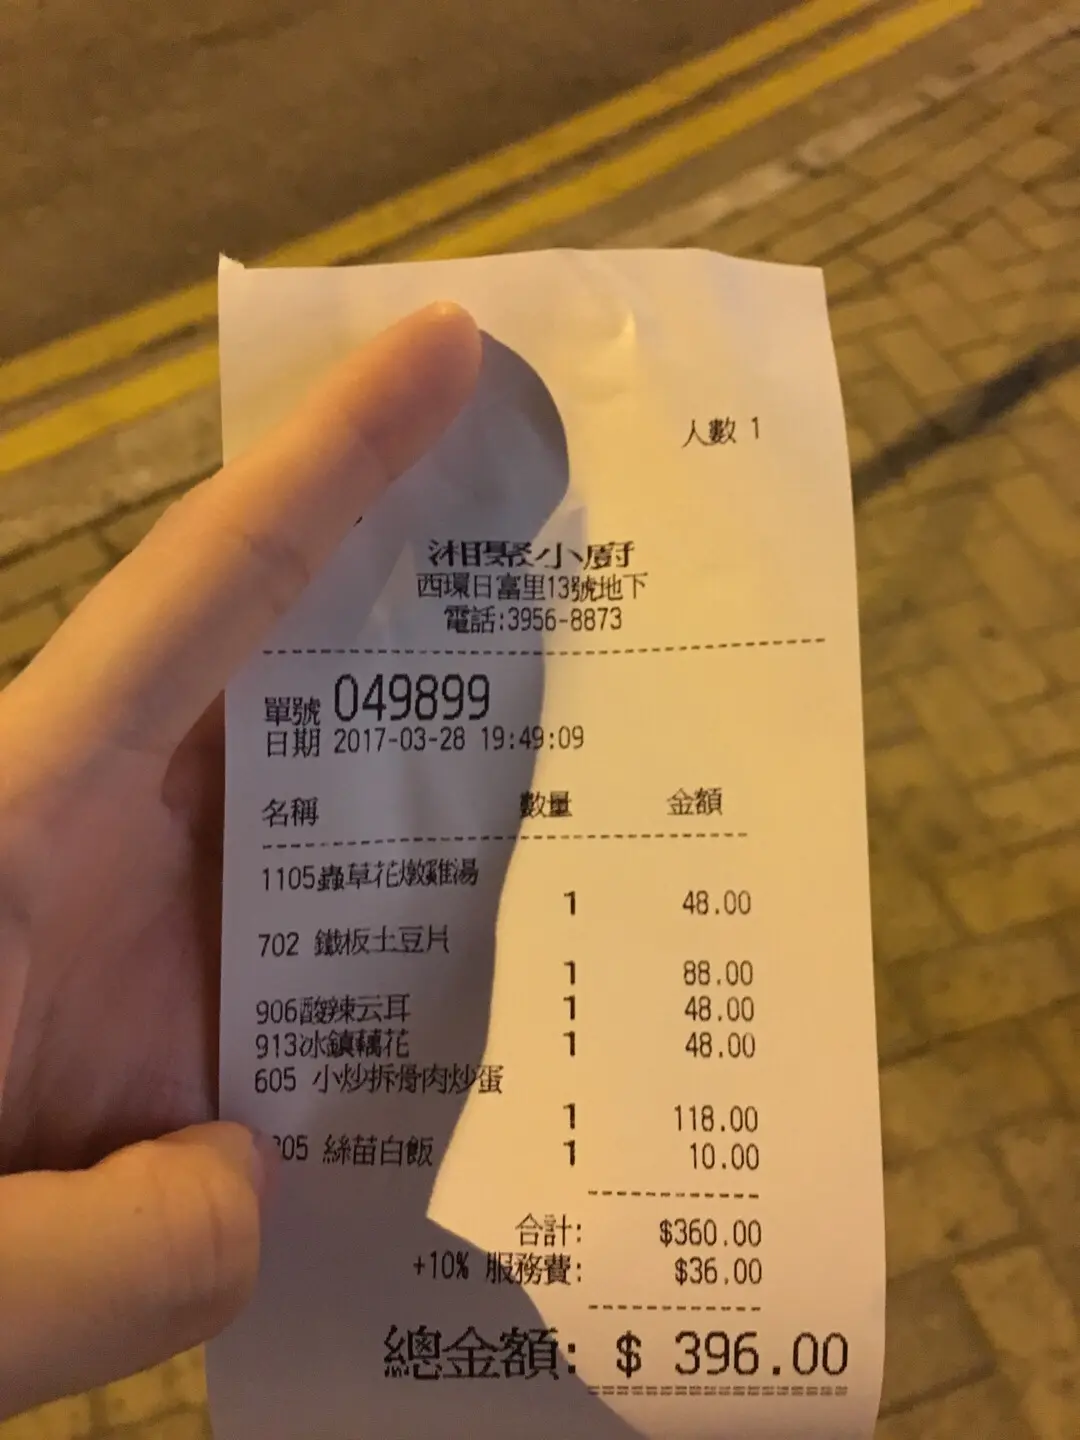 人數 1
湘聚小廚
西環日富里13號地下
電話:3956-8873
單號 049899
日期 2017-03-28 19:49:09
名稱 數量 金額
1105蟲草花燉雞湯
1 48.00
702 鐵板土豆片
1 88.00
906酸辣云耳 1 48.00
913冰鎮藕花 1 48.00
605 小炒拆骨肉炒蛋
1 118.00
05 絲苗白飯 1 10.00
合計: $360.00
+10% 服務費: $36.00
總金額: $ 396.00